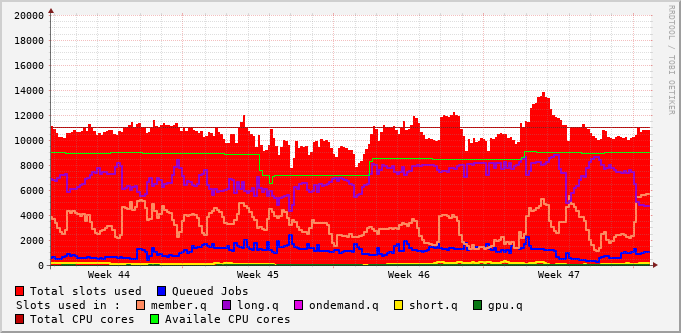 RRDTOOL / TOBI OETIKER
20000
18000
16000
14000
12000
10000
8000
6000
4000
2000
0
Week 44 Week 45 Week 46 Week 47
Total slots used Queued Jobs
Slots used in : member.q long.q ondemand.q short.q gpu.q
Total CPU cores Availale CPU cores